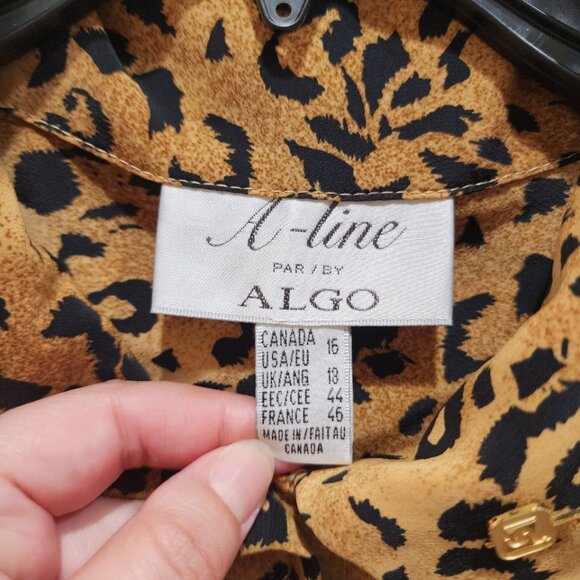 A-line
PAR / BY
ALGO
CANADA 16
USA/EU
UK/ANG 18
EEC/CEE 44
FRANCE 46
MADE IN/FAIT AU
CANADA